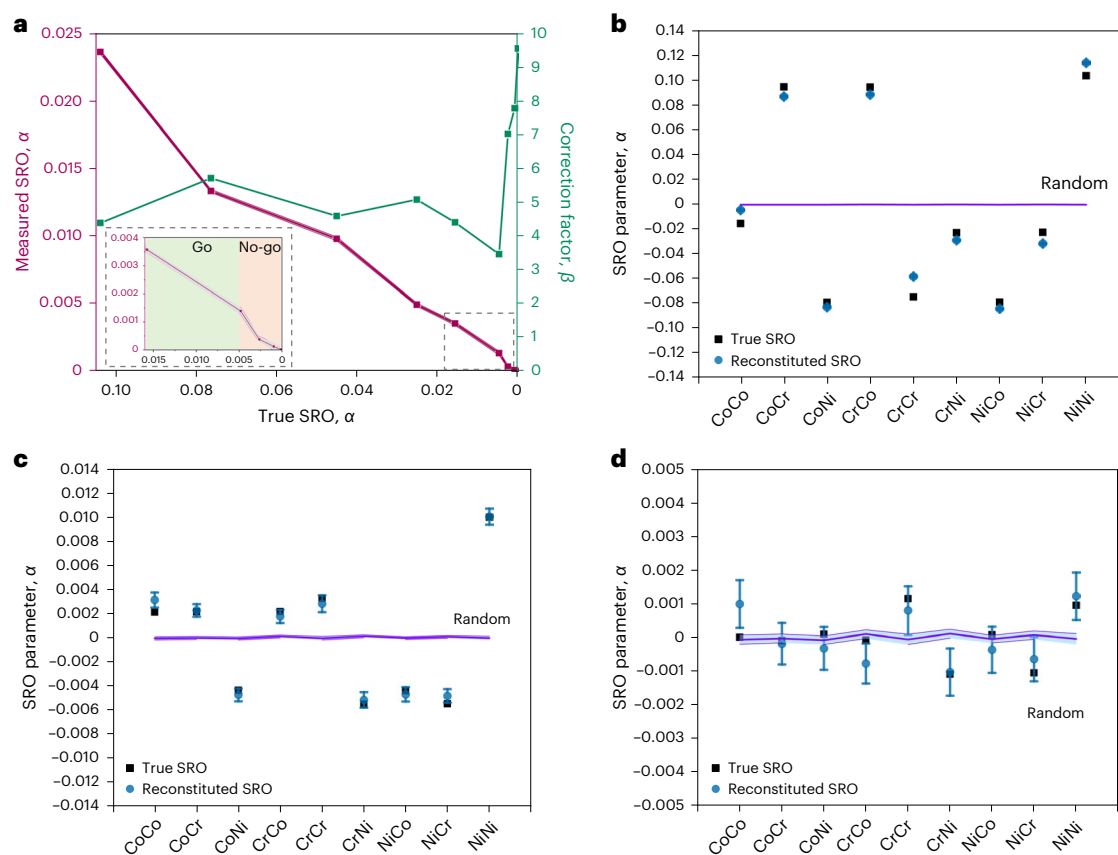 a
0.025
0.020
0.015
0.010
0.005
0
Measured SRO, α
10
9
8
7
6
5
4
3
2
1
0
Correction factor, β
0.10
0.08
0.06
0.04
0.02
0
True SRO, α
Go
No-go
0.004
0.003
0.002
0.001
0
0.015
0.010
0.005
0
b
0.14
0.12
0.10
0.08
0.06
0.04
0.02
0
−0.02
−0.04
−0.06
−0.08
−0.10
−0.12
−0.14
SRO parameter, α
Random
True SRO
Reconstituted SRO
CoCo
CoCr
CoNi
CrCo
CrCr
CrNi
NiCo
NiCr
NiNi
c
0.014
0.012
0.010
0.008
0.006
0.004
0.002
0
−0.002
−0.004
−0.006
−0.008
−0.010
−0.012
−0.014
SRO parameter, α
Random
True SRO
Reconstituted SRO
CoCo
CoCr
CoNi
CrCo
CriCr
CrNi
NiCo
NiCr
NiNi
d
0.005
0.004
0.003
0.002
0.001
0
−0.001
−0.002
−0.003
−0.004
−0.005
SRO parameter, α
Random
True SRO
Reconstituted SRO
CoCo
CoCr
CoNi
CrCo
CrCr
CrNi
NiCo
NiCr
NiNi